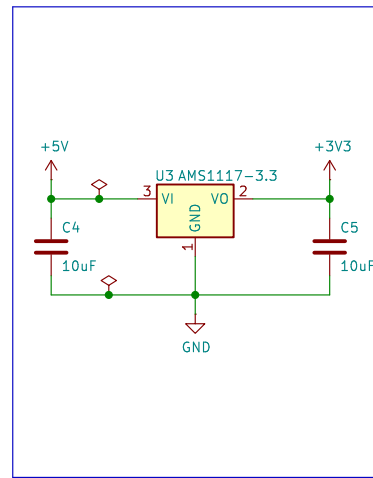 +5V
+3V3
U3 AMS1117-3.3
3 VI VO 2
GND
1
C4
10uF
C5
10uF
GND